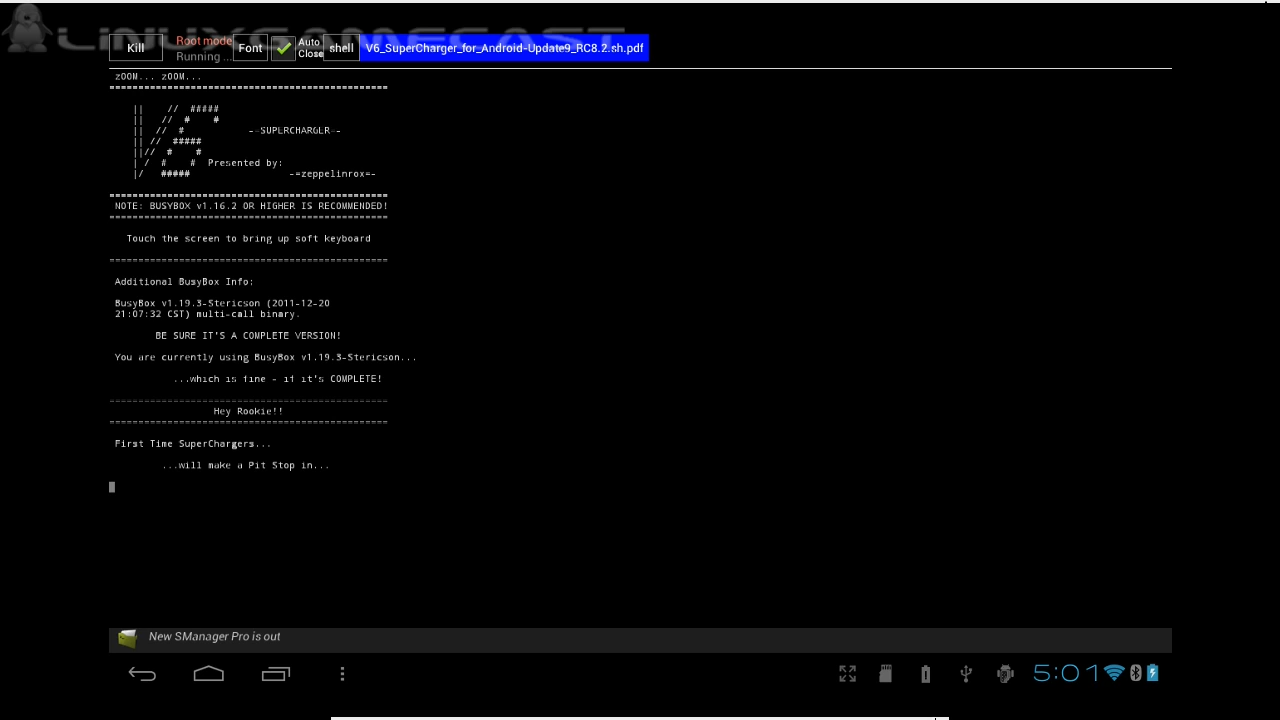 LINUXGAMECAST
Kill
Root mode
Running ...
Font
Auto
Close
shell
V6_SuperCharger_for_Android-Update9_RC8.2.sh.pdf
zOOM... zOOM...
=================================================
||    //  #####
||   //  #    #
||  //  #           --SUPERCHARGER--
|| //  #####
||//  #    #
| /  #    #  Presented by:
|/   #####              -=zeppelinrox=-
=================================================
NOTE: BUSYBOX v1.16.2 OR HIGHER IS RECOMMENDED!
=================================================
Touch the screen to bring up soft keyboard
=================================================
Additional BusyBox Info:
BusyBox v1.19.3-Stericson (2011-12-20
21:07:32 CST) multi-call binary.
BE SURE IT'S A COMPLETE VERSION!
You are currently using BusyBox v1.19.3-Stericson...
...which is fine - if it's COMPLETE!
=================================================
Hey Rookie!!
=================================================
First Time SuperChargers...
...will make a Pit Stop in...
New SManager Pro is out
5:01